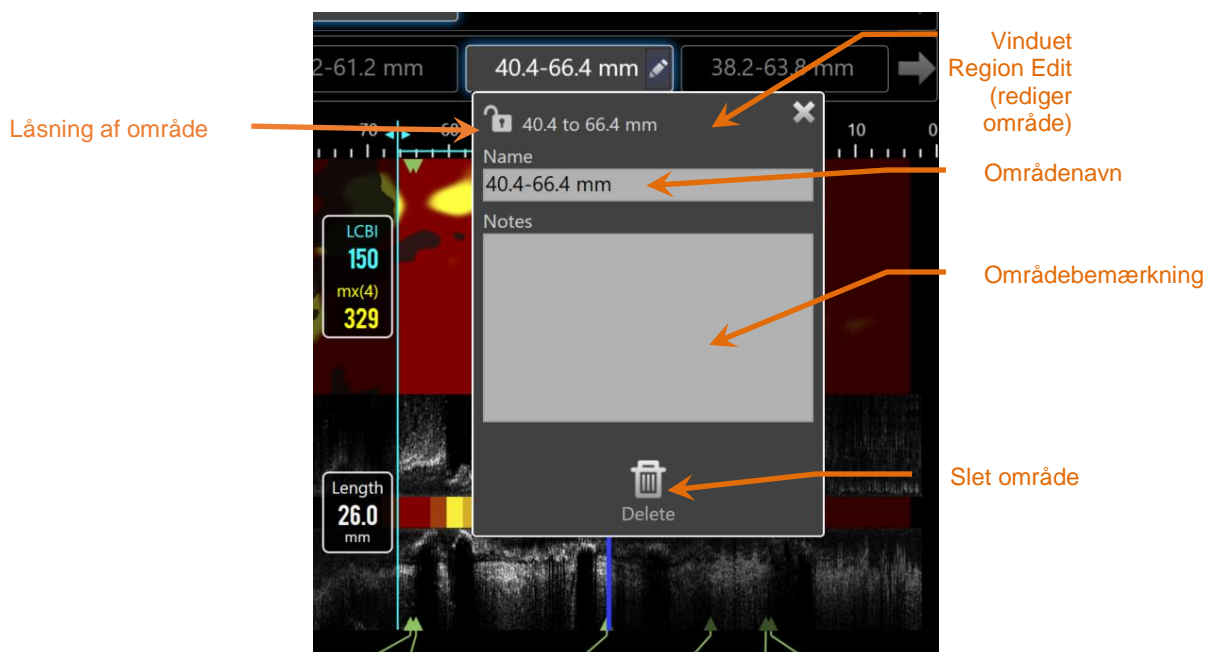 2-61.2 mm
40.4-66.4 mm
38.2-63.8 mm
Vinduet
Region Edit
(rediger
område)
Låsning af område
70
60
40.4 to 66.4 mm
10
0
Name
40.4-66.4 mm
Områdenavn
Notes
LCBI
150
mx(4)
329
Områdebemærkning
Length
26.0
mm
Delete
Slet område